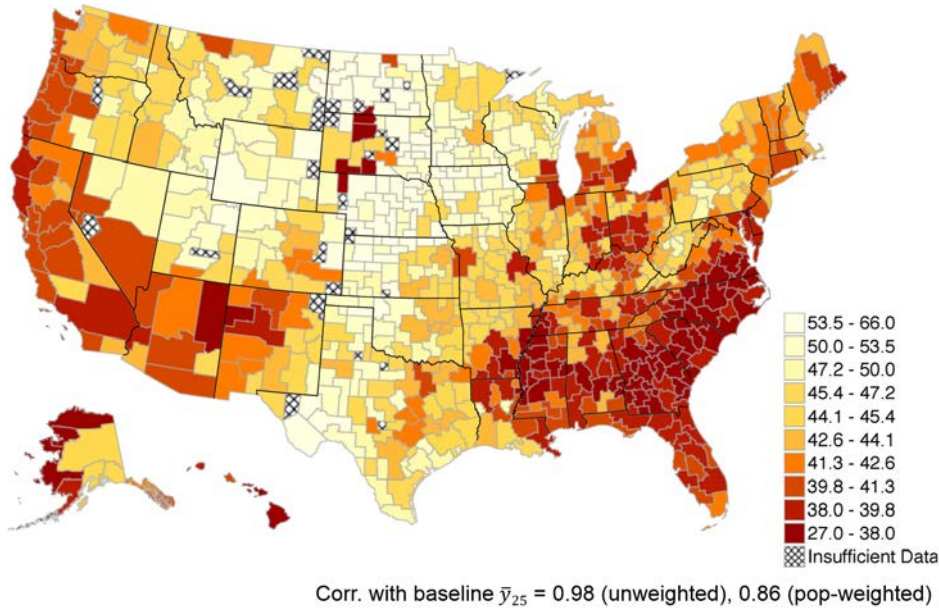 53.5 - 66.0
50.0 - 53.5
47.2 - 50.0
45.4 - 47.2
44.1 - 45.4
42.6 - 44.1
41.3 - 42.6
39.8 - 41.3
38.0 - 39.8
27.0 - 38.0
Insufficient Data
Corr. with baseline ȳ₂₅ = 0.98 (unweighted), 0.86 (pop-weighted)